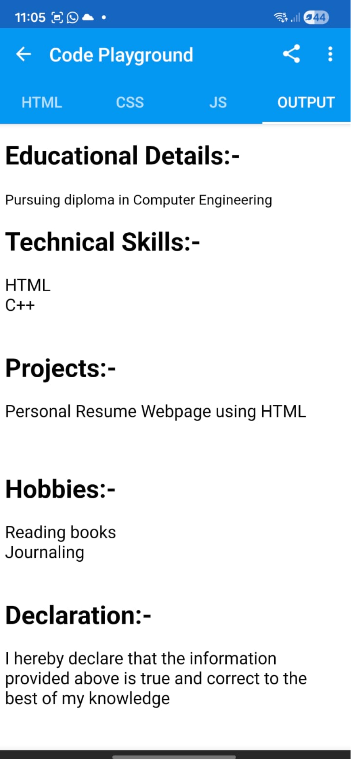 11:05
44
Code Playground
HTML CSS JS OUTPUT
Educational Details:-
Pursuing diploma in Computer Engineering
Technical Skills:-
HTML
C++
Projects:-
Personal Resume Webpage using HTML
Hobbies:-
Reading books
Journaling
Declaration:-
I hereby declare that the information
provided above is true and correct to the
best of my knowledge